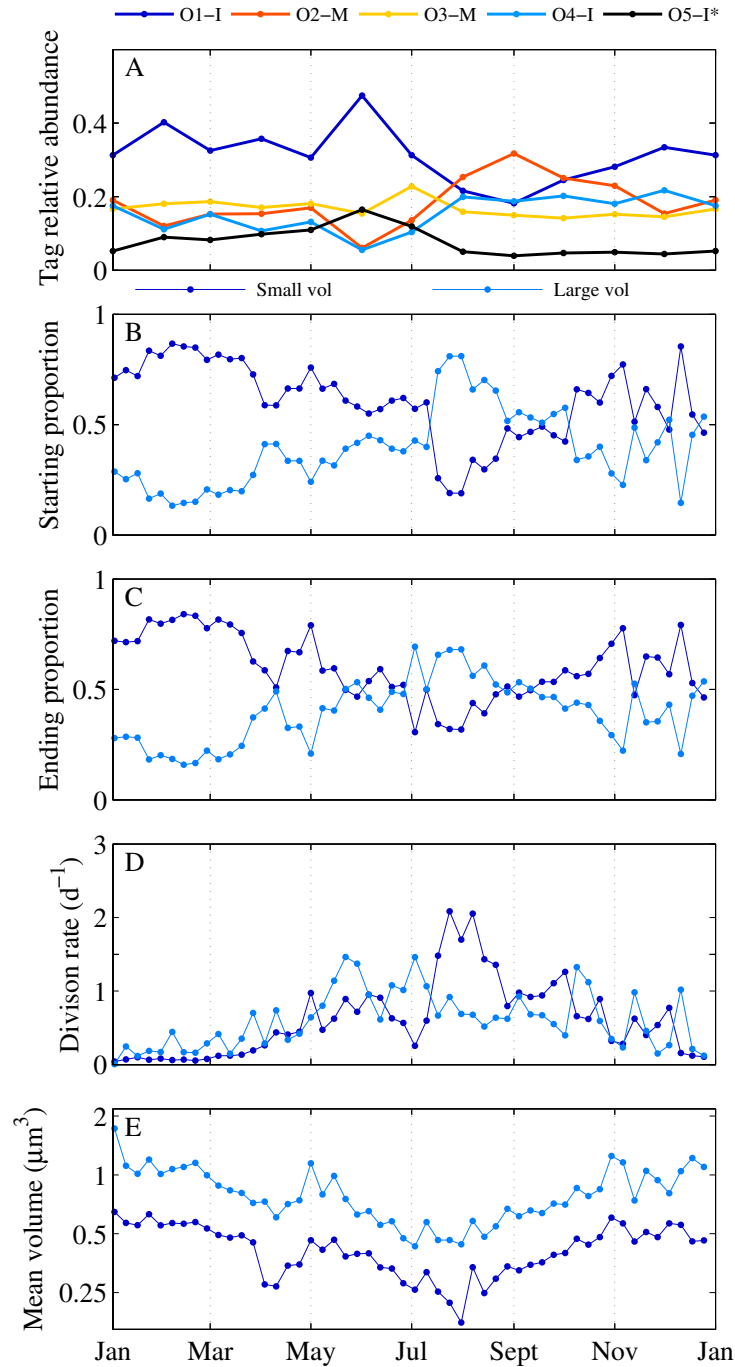 O1−I O2−M O3−M O4−I O5−I*
A
Tag relative abundance
0.4
0.2
0
Small vol Large vol
B
Starting proportion
1
0.5
0
C
Ending proportion
1
0.5
0
D
Divison rate (d⁻¹)
3
2
1
0
E
Mean volume (μm³)
2
1
0.5
0.25
Jan Mar May Jul Sept Nov Jan